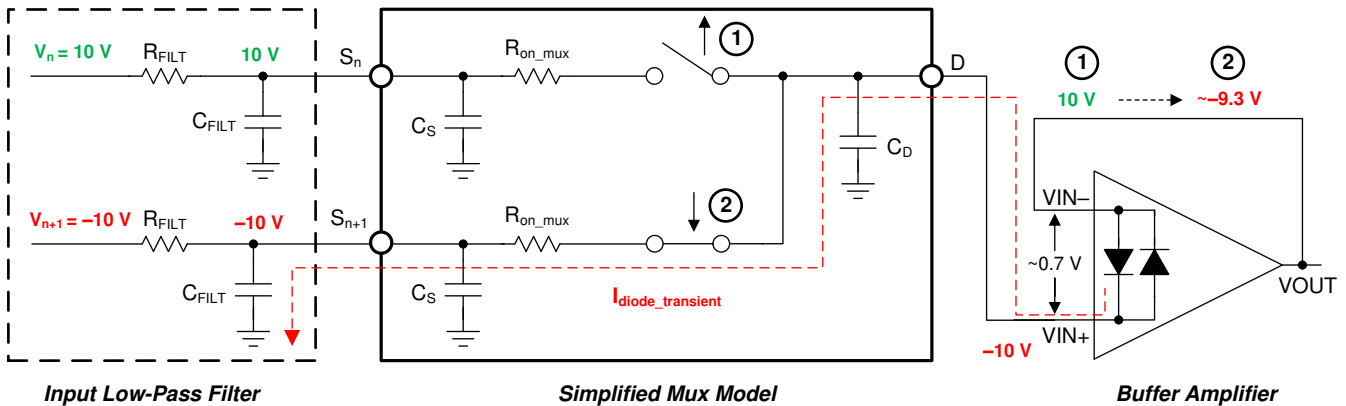 Vn = 10 V
RFILT
10 V
CFILT
Sn
CS
Ron_mux
1
D
CD
1
2
10 V
~–9.3 V
Vn+1 = –10 V
RFILT
–10 V
CFILT
Sn+1
CS
Ron_mux
2
Idiode_transient
VIN–
~0.7 V
VIN+
–10 V
VOUT
Input Low-Pass Filter
Simplified Mux Model
Buffer Amplifier